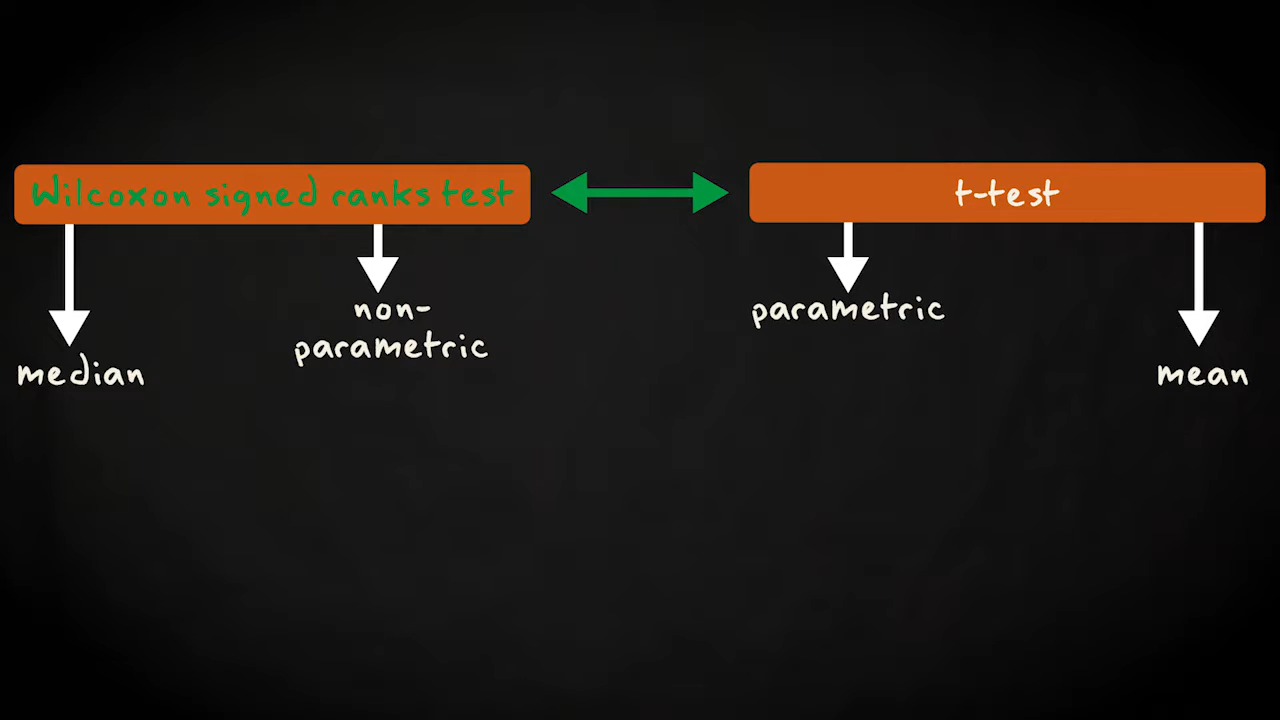 Wilcoxon signed ranks test
t-test
non-
parametric
parametric
median
mean